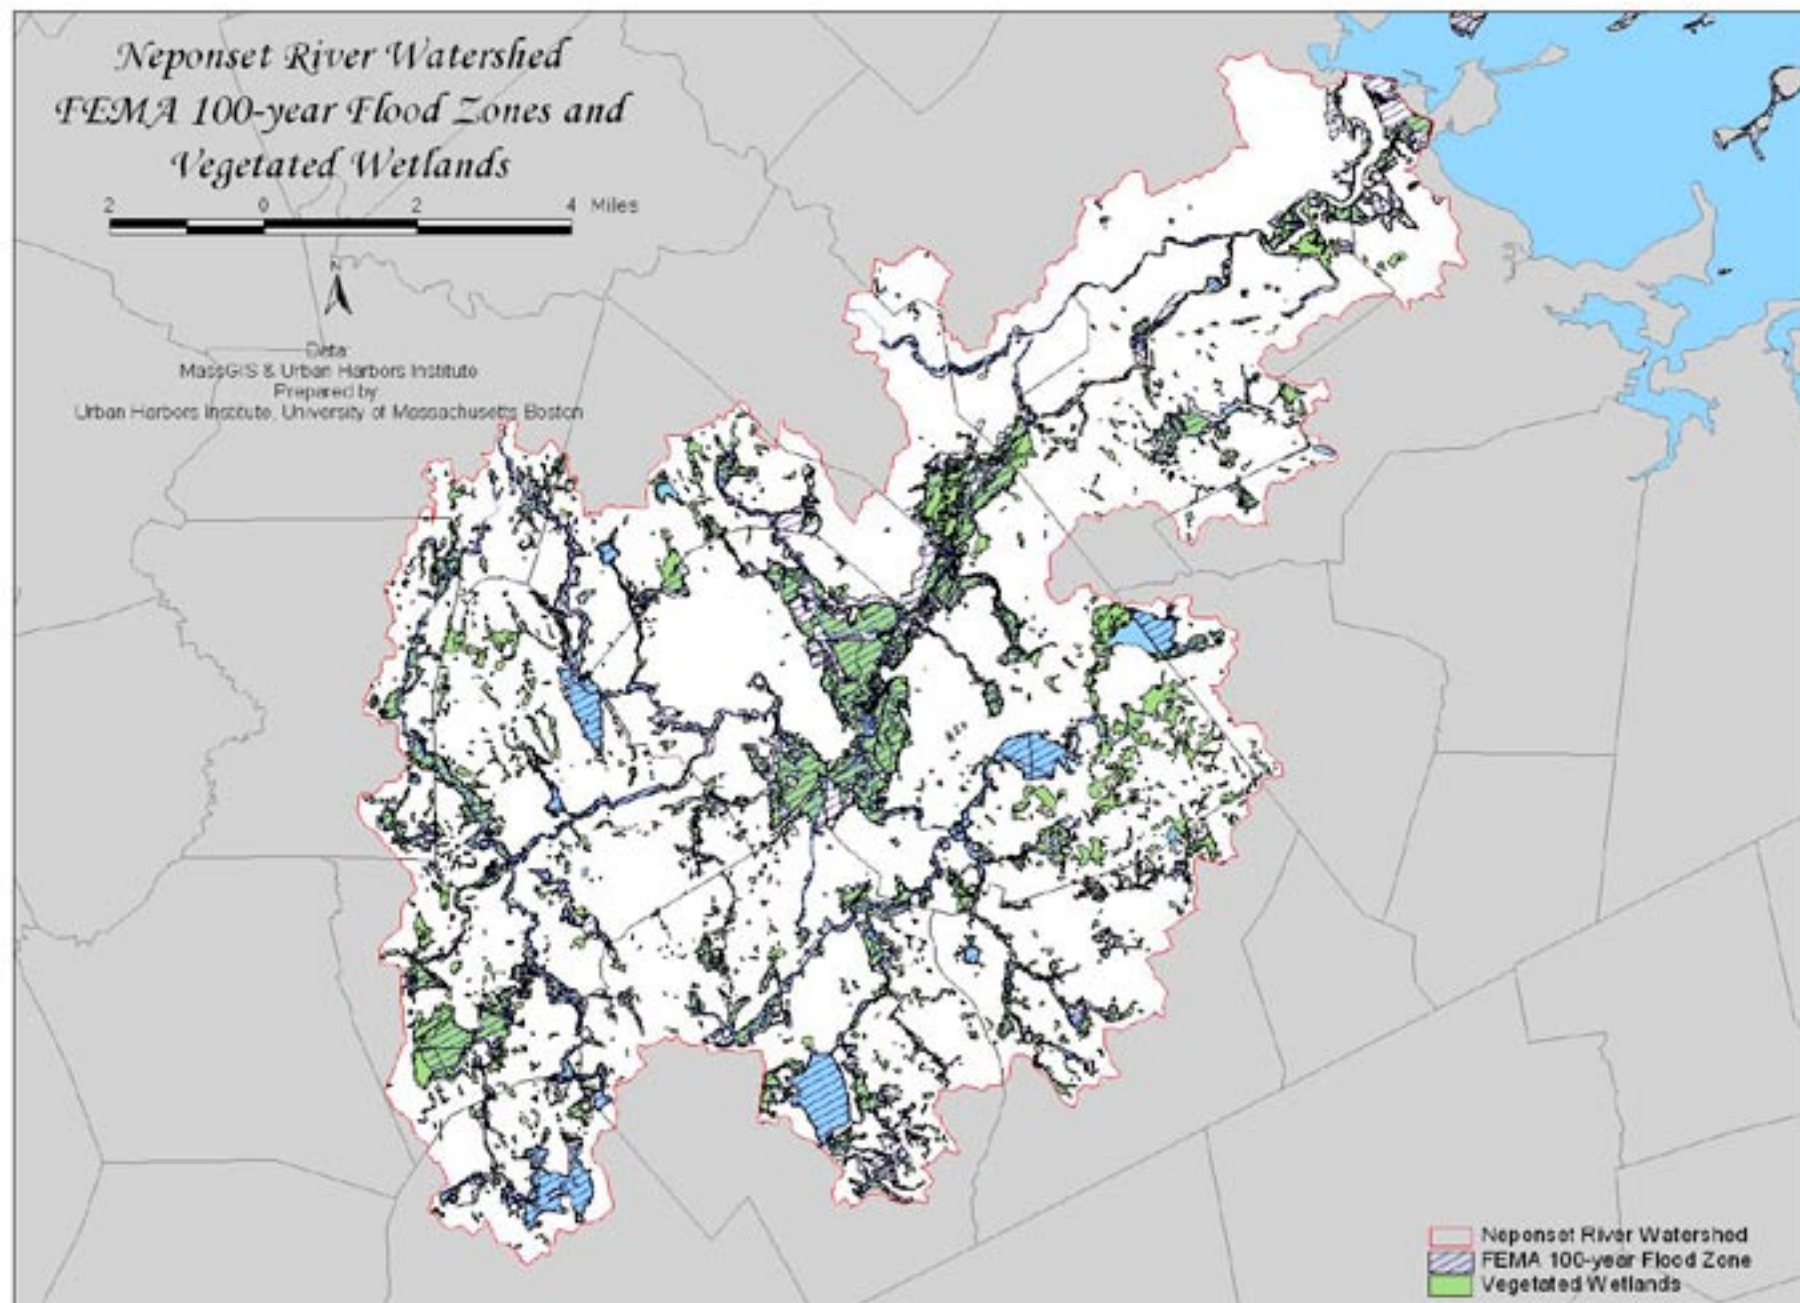 Neponset River Watershed
FEMA 100-year Flood Zones and
Vegetated Wetlands
2 0 2 4 Miles
N
Data:
MassGIS & Urban Harbors Institute
Prepared by
Urban Harbors Institute, University of Massachusetts Boston
Neponset River Watershed
FEMA 100-year Flood Zone
Vegetated Wetlands